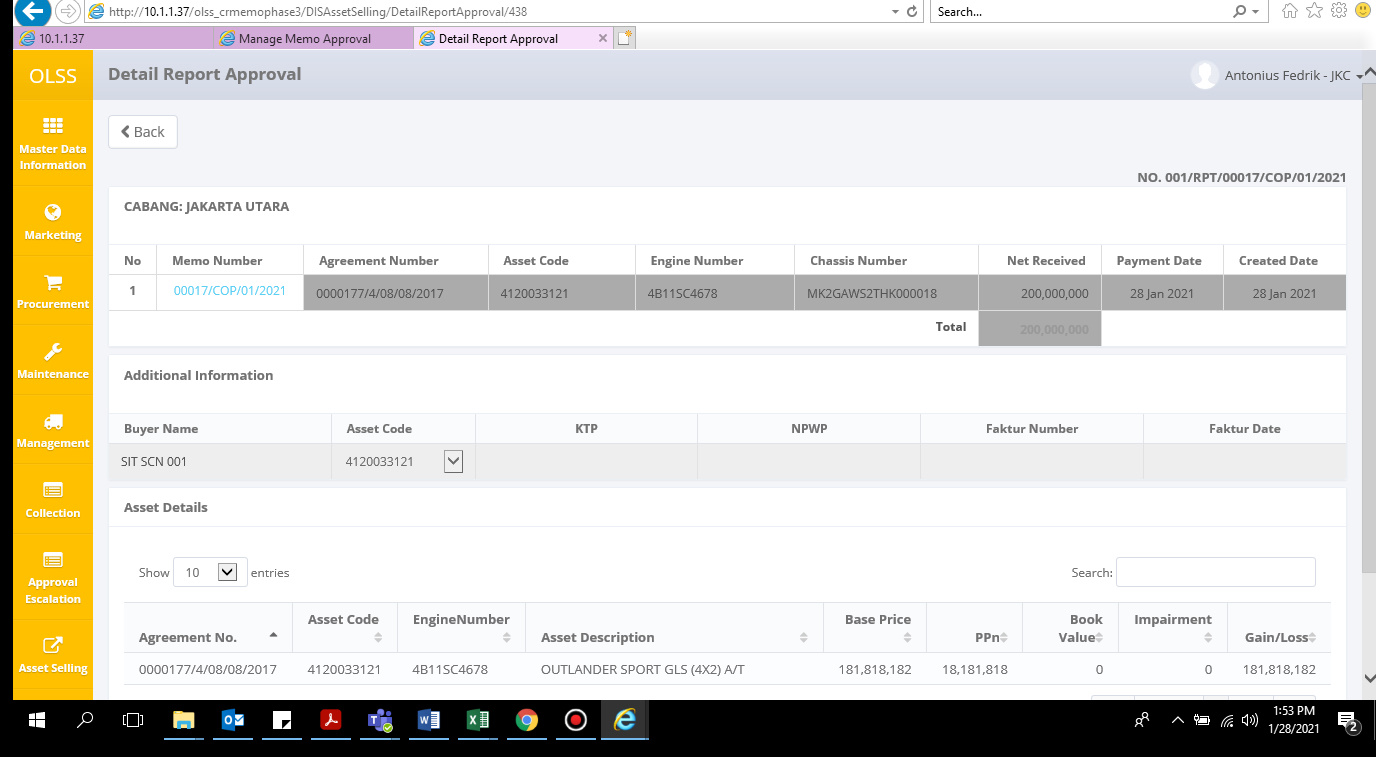 http://10.1.1.37/olss_crmemophase3/DISAssetSelling/DetailReportApproval/438
Search...
10.1.1.37
Manage Memo Approval
Detail Report Approval
OLSS
Detail Report Approval
Antonius Fedrik - JKC
Master Data
Information
Marketing
Procurement
Maintenance
Management
Collection
Approval
Escalation
Asset Selling
Back
NO. 001/RPT/00017/COP/01/2021
CABANG: JAKARTA UTARA
No Memo Number Agreement Number Asset Code Engine Number Chassis Number Net Received Payment Date Created Date
1 00017/COP/01/2021 0000177/4/08/08/2017 4120033121 4B11SC4678 MK2GAWS2THK000018 200,000,000 28 Jan 2021 28 Jan 2021
Total 200,000,000
Additional Information
Buyer Name Asset Code KTP NPWP Faktur Number Faktur Date
SIT SCN 001 4120033121
Asset Details
Show 10 entries
Search:
Agreement No. Asset Code EngineNumber Asset Description Base Price PPn Book Value Impairment Gain/Loss
0000177/4/08/08/2017 4120033121 4B11SC4678 OUTLANDER SPORT GLS (4X2) A/T 181,818,182 18,181,818 0 0 181,818,182
1:53 PM
1/28/2021
2